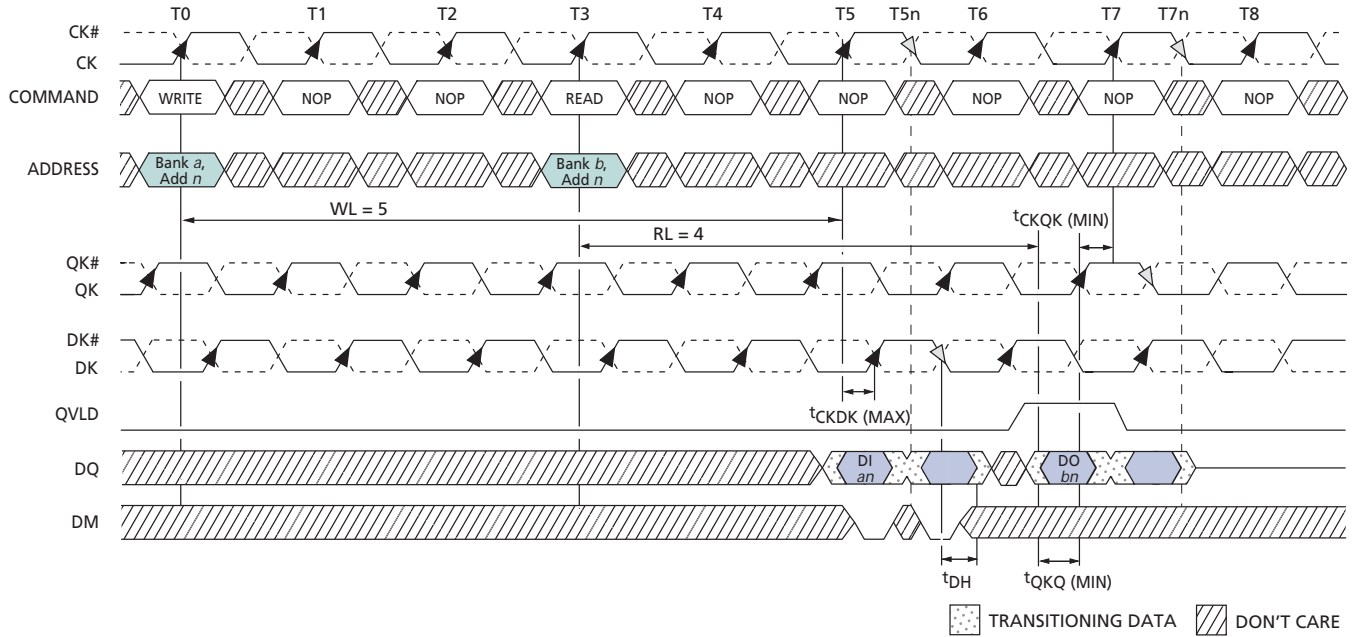 T0 T1 T2 T3 T4 T5 T5n T6 T7 T7n T8
CK#
CK
COMMAND WRITE NOP NOP READ NOP NOP NOP NOP NOP
ADDRESS Bank a, Add n Bank b, Add n
WL = 5
RL = 4
tCKQK (MIN)
QK#
QK
DK#
DK
tCKDK (MAX)
QVLD
DQ DI an DO bn
DM
tDH tQKQ (MIN)
TRANSITIONING DATA DON'T CARE